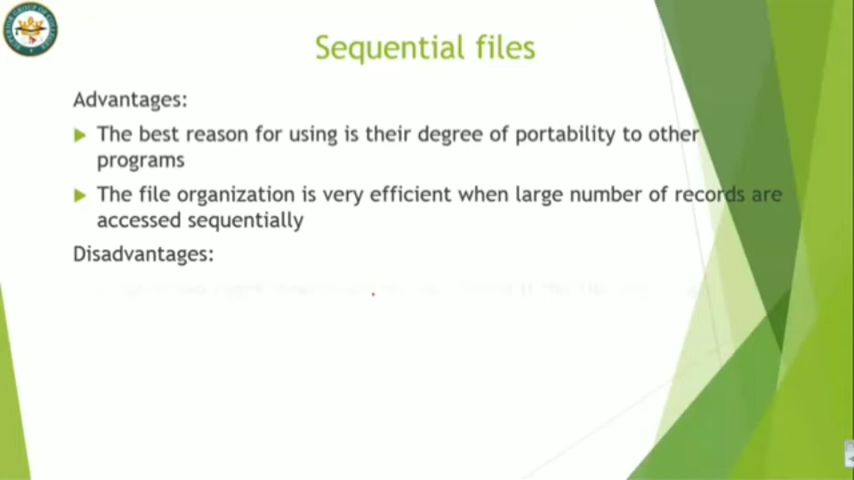 Sequential files
Advantages:
The best reason for using is their degree of portability to other
programs
The file organization is very efficient when large number of records are
accessed sequentially
Disadvantages: